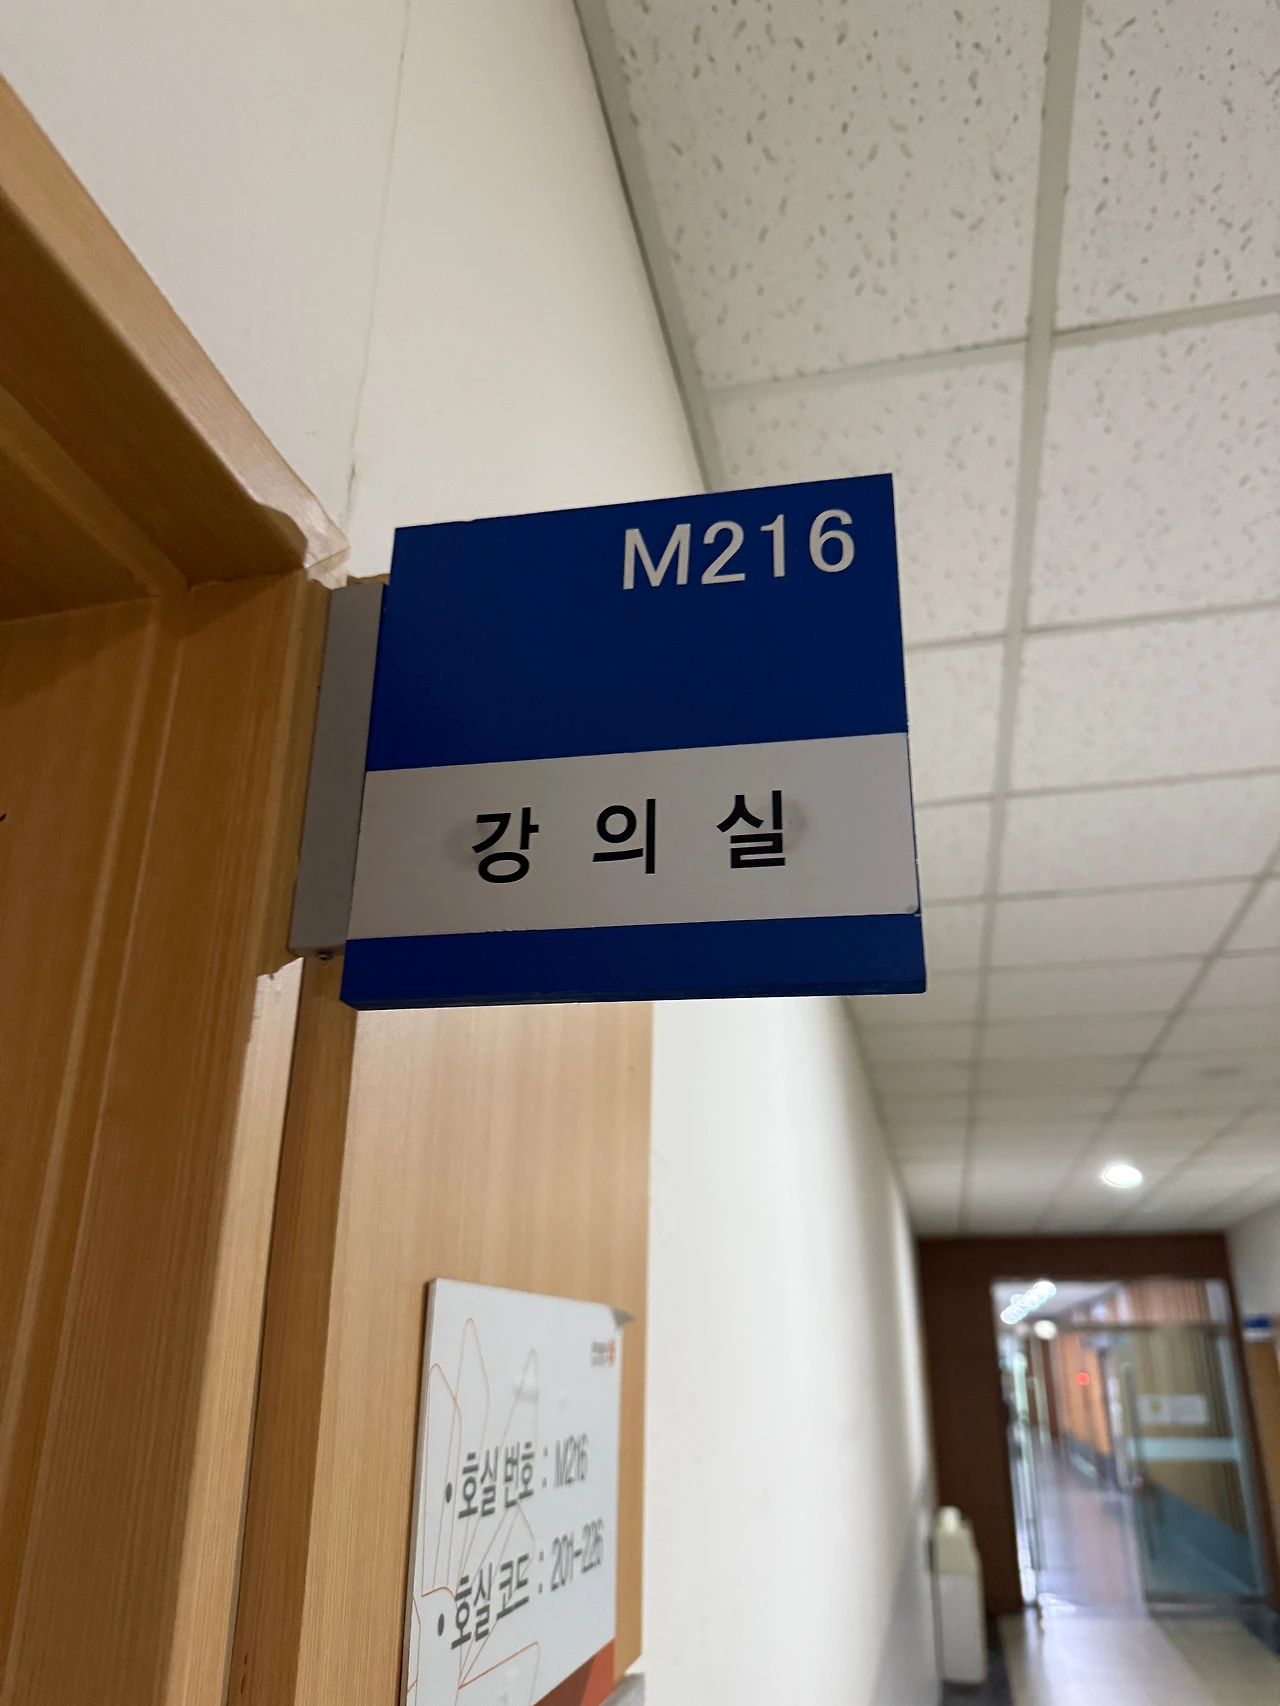 M216
강 의 실
• 호실 번호 : M216
• 호실 코드 : 201-226